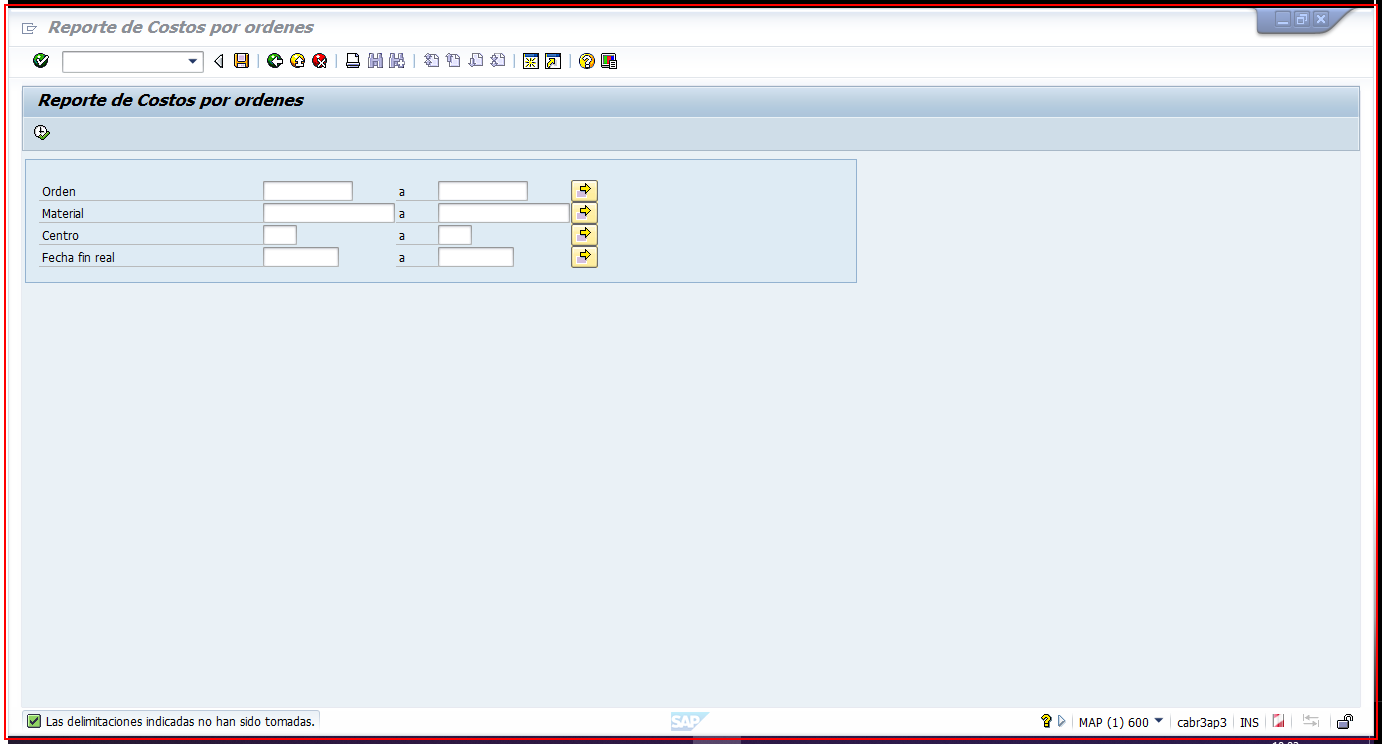 Reporte de Costos por ordenes
Reporte de Costos por ordenes
Orden a
Material a
Centro a
Fecha fin real a
Las delimitaciones indicadas no han sido tomadas.
SAP
MAP (1) 600 cabr3ap3 INS